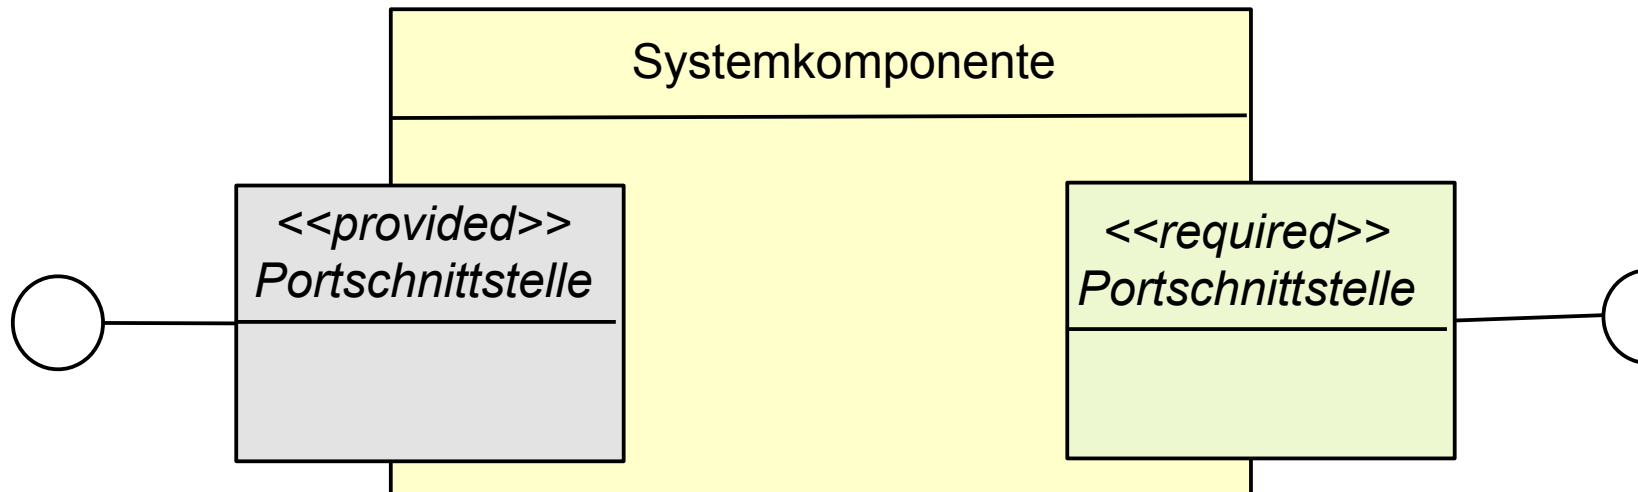 Systemkomponente
<<provided>>
Portschnittstelle
<<required>>
Portschnittstelle